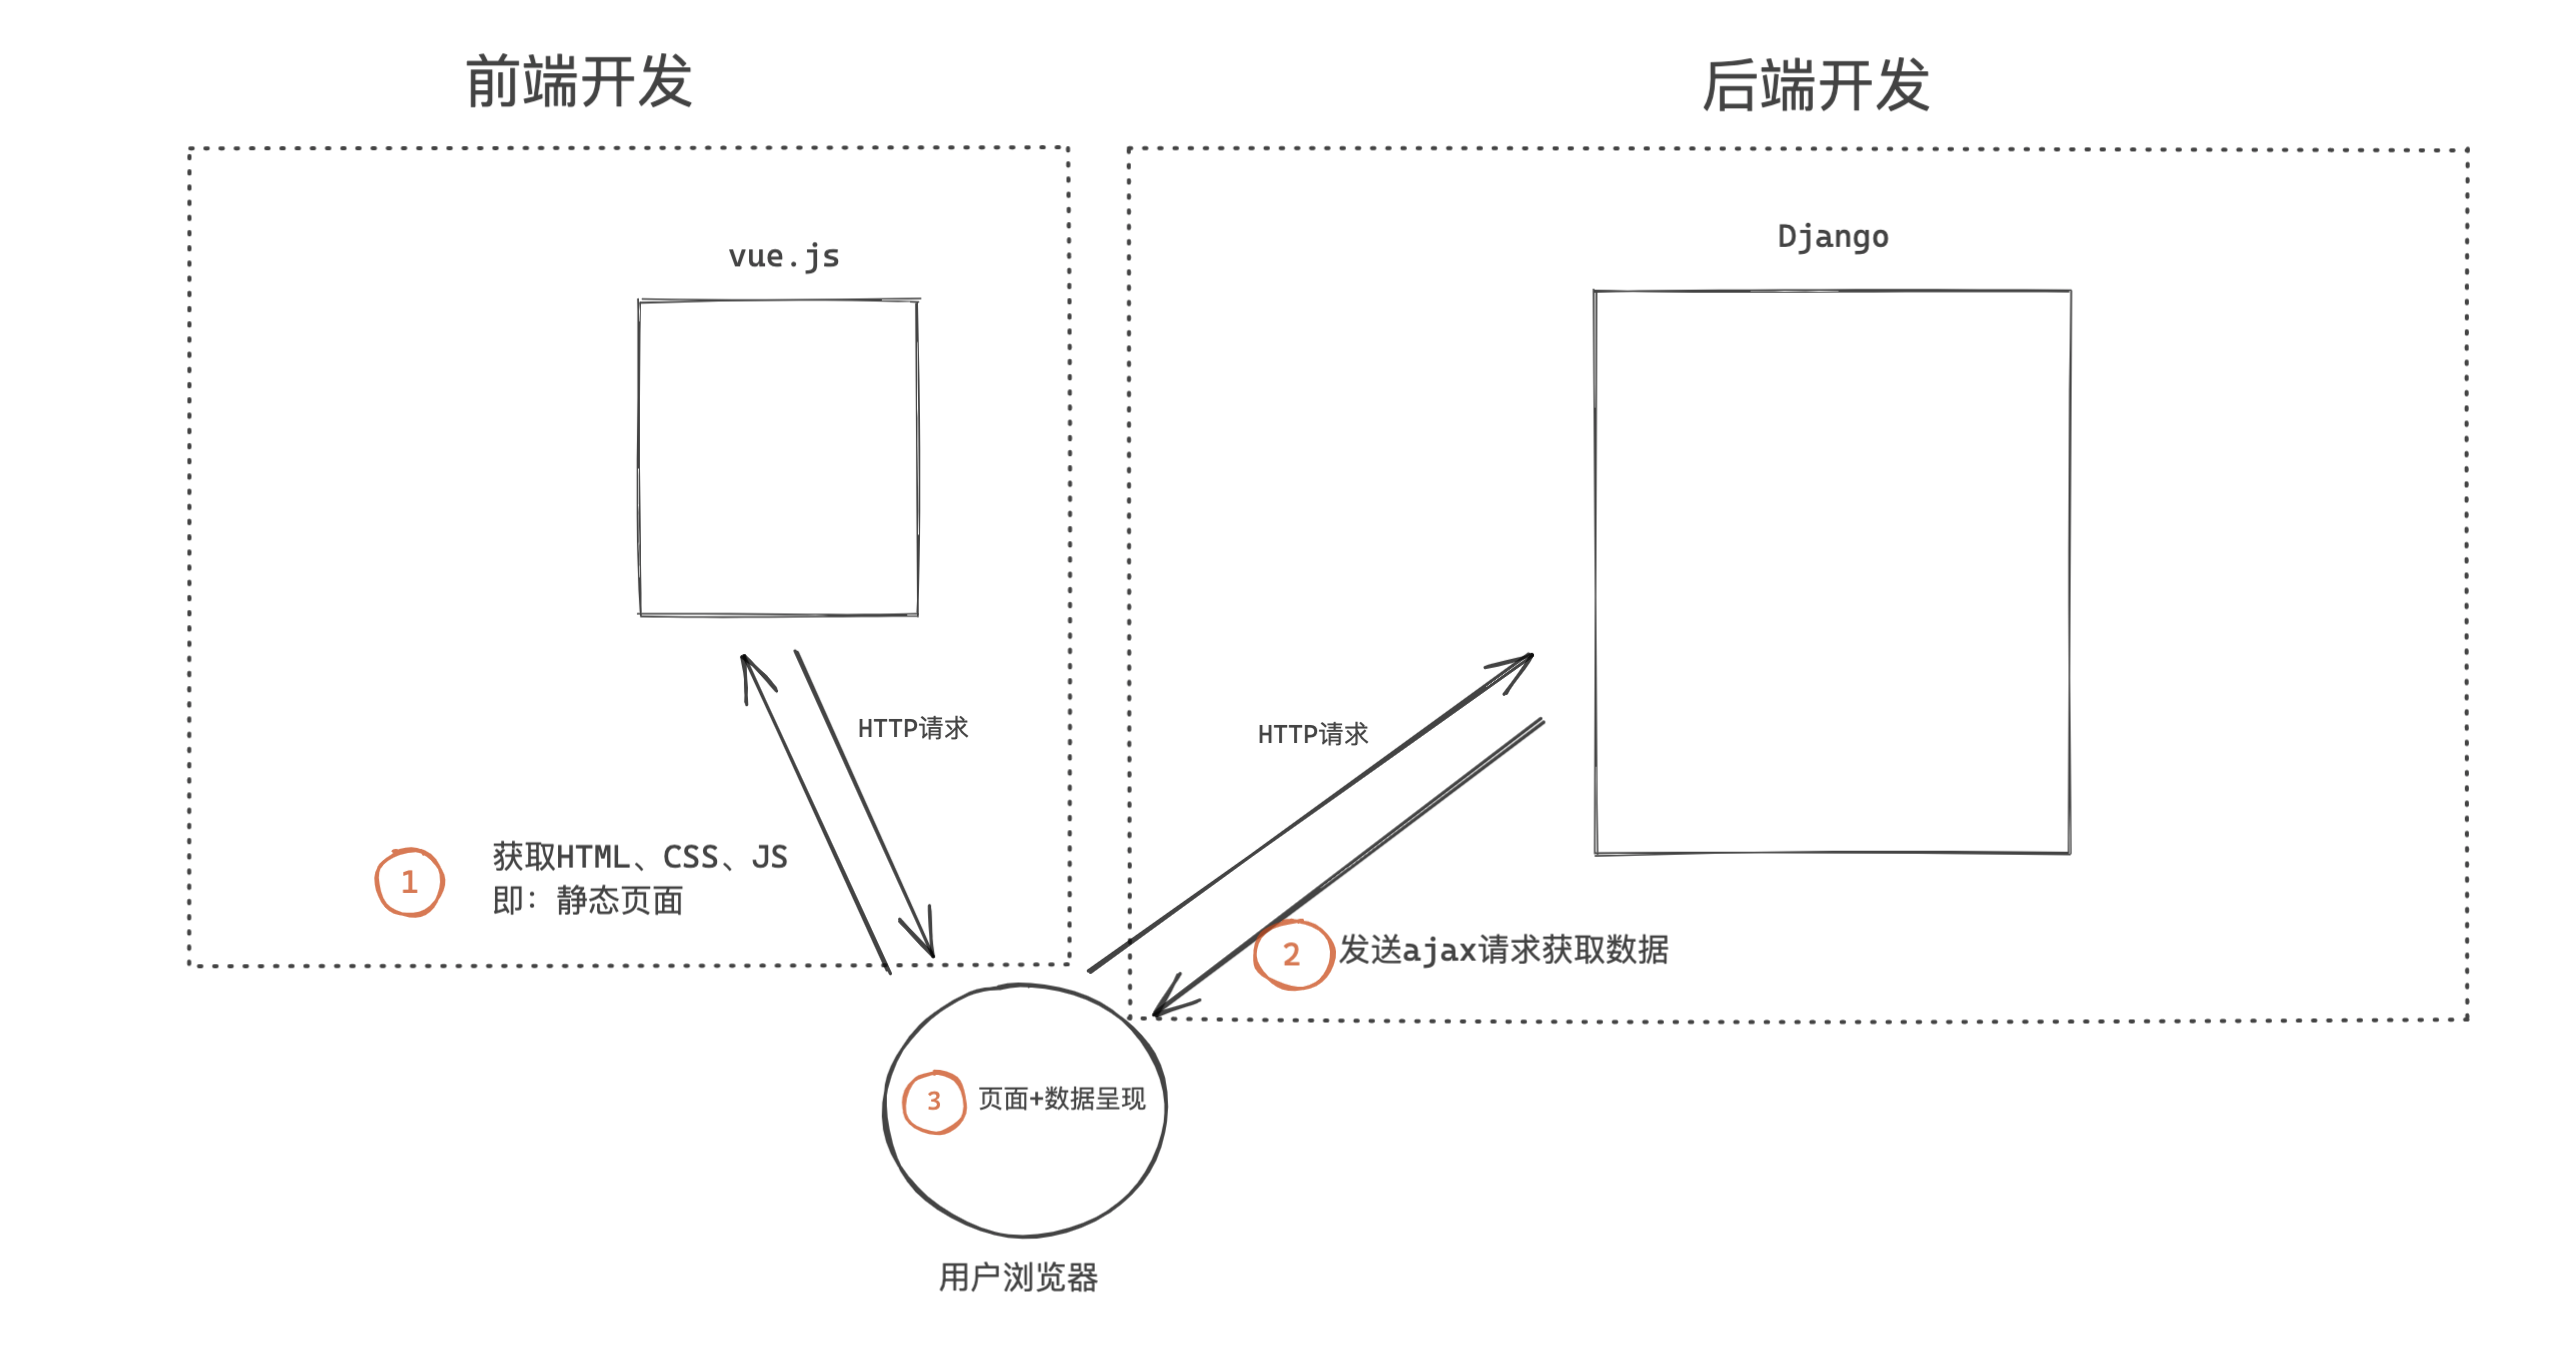 前端开发
后端开发
vue.js
Django
HTTP请求
HTTP请求
1
获取HTML、CSS、JS
即：静态页面
2
发送ajax请求获取数据
3
页面+数据呈现
用户浏览器